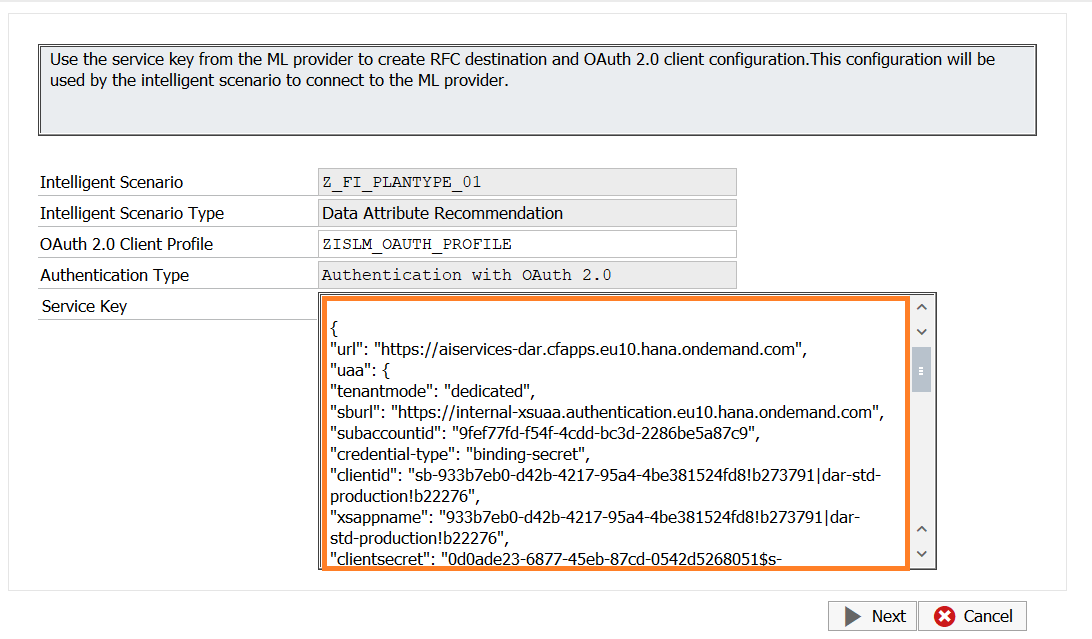 Use the service key from the ML provider to create RFC destination and OAuth 2.0 client configuration.This configuration will be
used by the intelligent scenario to connect to the ML provider.
Intelligent Scenario Z_FI_PLANTYPE_01
Intelligent Scenario Type Data Attribute Recommendation
OAuth 2.0 Client Profile ZISLM_OAUTH_PROFILE
Authentication Type Authentication with OAuth 2.0
Service Key
{
"url": "https://aiservices-dar.cfapps.eu10.hana.ondemand.com",
"uaa": {
"tenantmode": "dedicated",
"sburl": "https://internal-xsuaa.authentication.eu10.hana.ondemand.com",
"subaccountid": "9fef77fd-f54f-4cdd-bc3d-2286be5a87c9",
"credential-type": "binding-secret",
"clientid": "sb-933b7eb0-d42b-4217-95a4-4be381524fd8!b273791|dar-std-
production!b22276",
"xsappname": "933b7eb0-d42b-4217-95a4-4be381524fd8!b273791|dar-
std-production!b22276",
"clientsecret": "0d0ade23-6877-45eb-87cd-0542d5268051$s-
Next Cancel